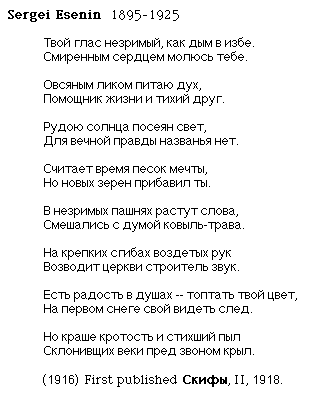 Sergei Esenin 1895-1925
Твой глас незримый, как дым в избе.
Смиренным сердцем молюсь тебе.
Овсяным ликом питаю дух,
Помощник жизни и тихий друг.
Рудою солнца посеян свет,
Для вечной правды названья нет.
Считает время песок мечты,
Но новых зерен прибавил ты.
В незримых пашнях растут слова,
Смешались с думой ковыль-трава.
На крепких сгибах воздетых рук
Возводит церкви строитель звук.
Есть радость в душах -- топтать твой цвет,
На первом снеге свой видеть след.
Но краше кротость и стихший пыл
Склонивщих веки пред звоном крыл.
(1916) First published Скифы, II, 1918.